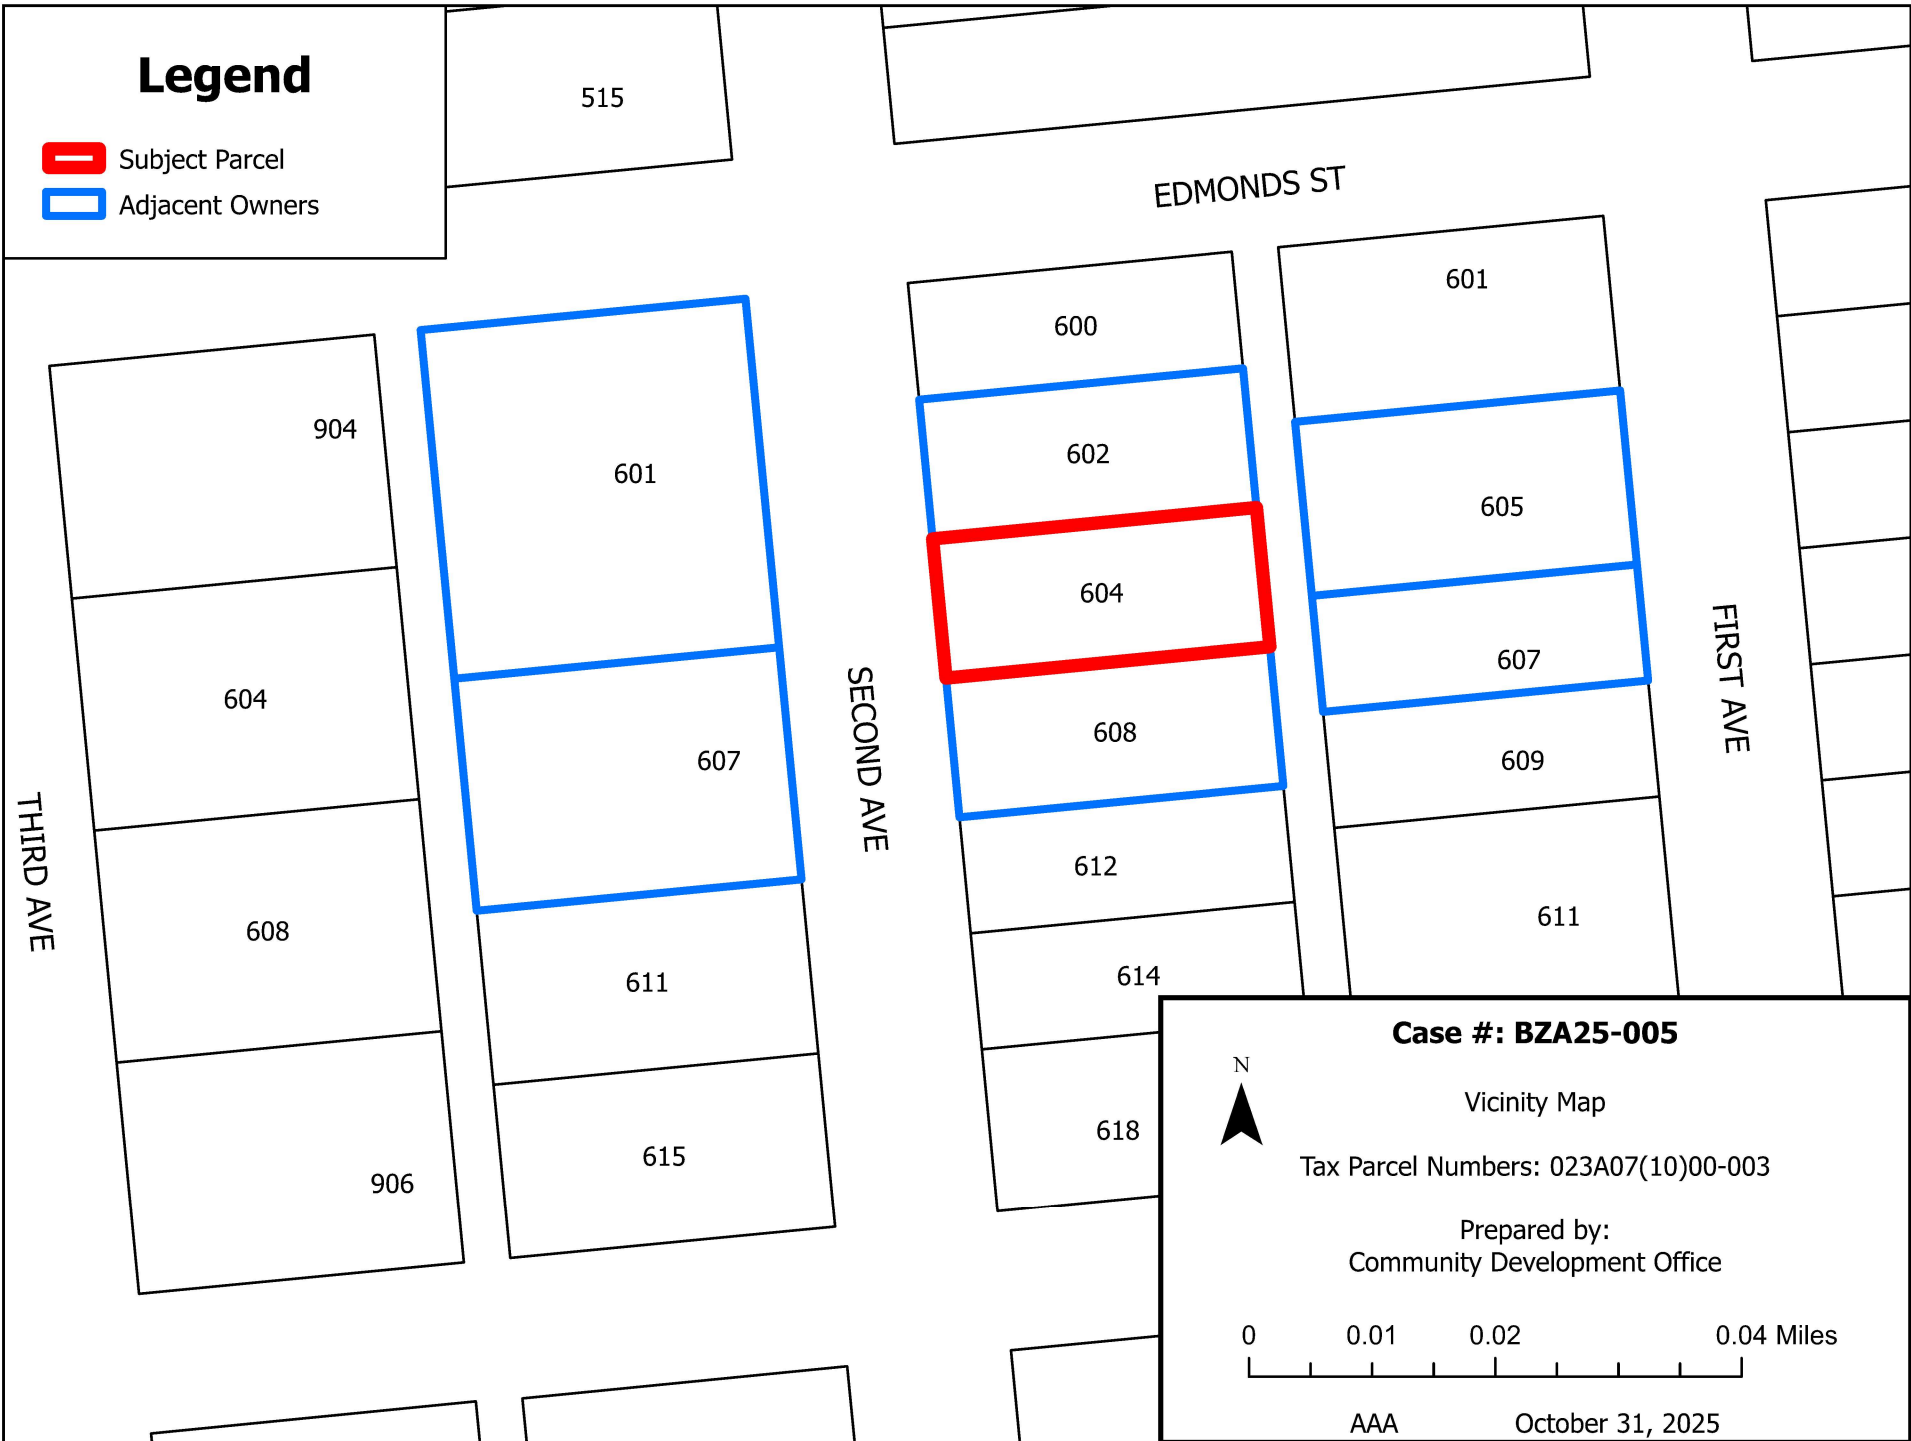 Legend
Subject Parcel
Adjacent Owners
515
EDMONDS ST
600
601
602
605
604
607
608
609
612
611
614
618
601
607
611
615
904
604
608
906
THIRD AVE
SECOND AVE
FIRST AVE
Case #: BZA25-005
N
Vicinity Map
Tax Parcel Numbers: 023A07(10)00-003
Prepared by:
Community Development Office
0 0.01 0.02 0.04 Miles
AAA October 31, 2025